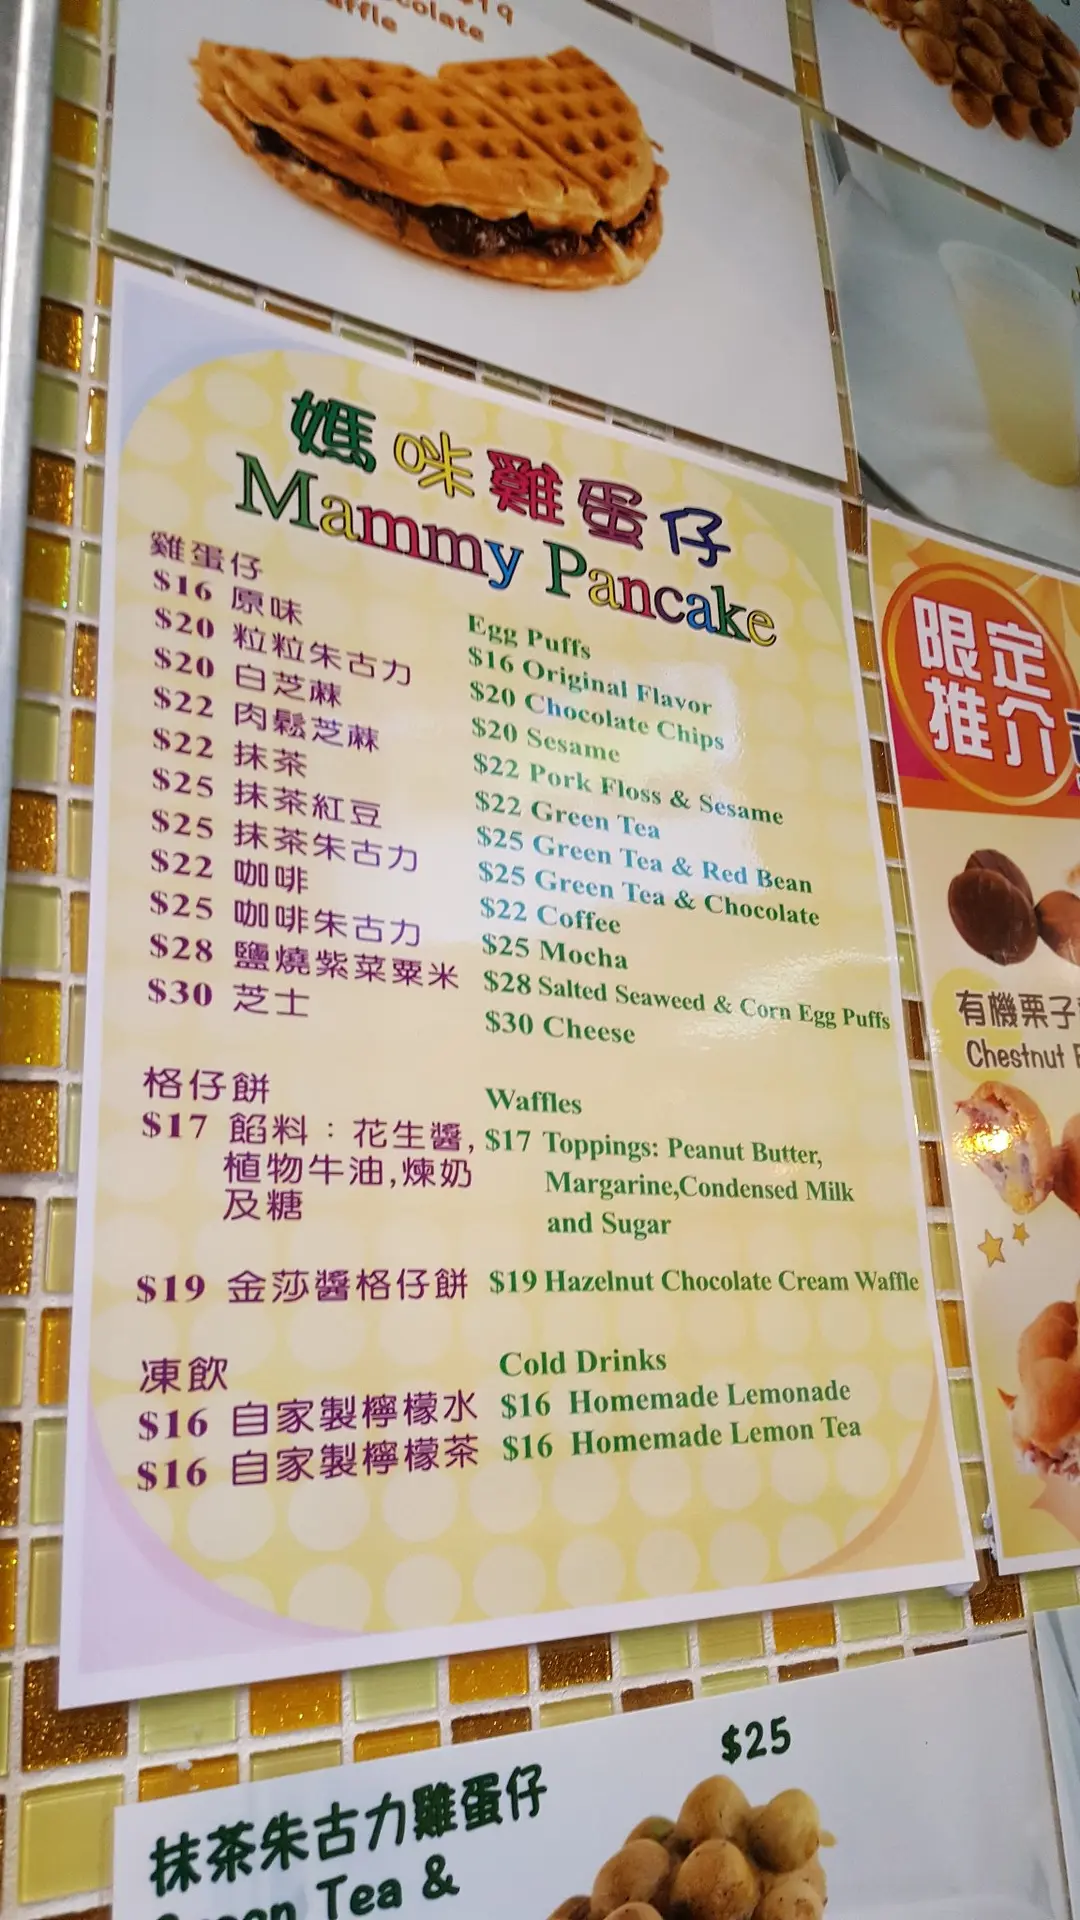 $19
Chocolate
Waffle
媽咪雞蛋仔
Mammy Pancake
雞蛋仔
$16 原味
$20 粒粒朱古力
$20 白芝蔴
$22 肉鬆芝蔴
$22 抹茶
$25 抹茶紅豆
$25 抹茶朱古力
$22 咖啡
$25 咖啡朱古力
$28 鹽燒紫菜粟米
$30 芝士
Egg Puffs
$16 Original Flavor
$20 Chocolate Chips
$20 Sesame
$22 Pork Floss & Sesame
$22 Green Tea
$25 Green Tea & Red Bean
$25 Green Tea & Chocolate
$22 Coffee
$25 Mocha
$28 Salted Seaweed & Corn Egg Puffs
$30 Cheese
格仔餅
$17 餡料：花生醬,
植物牛油,煉奶
及糖
$19 金莎醬格仔餅
Waffles
$17 Toppings: Peanut Butter,
Margarine,Condensed Milk
and Sugar
$19 Hazelnut Chocolate Cream Waffle
凍飲
$16 自家製檸檬水
$16 自家製檸檬茶
Cold Drinks
$16 Homemade Lemonade
$16 Homemade Lemon Tea
限定
推介
有機栗子
Chestnut
$25
抹茶朱古力雞蛋仔
Green Tea &